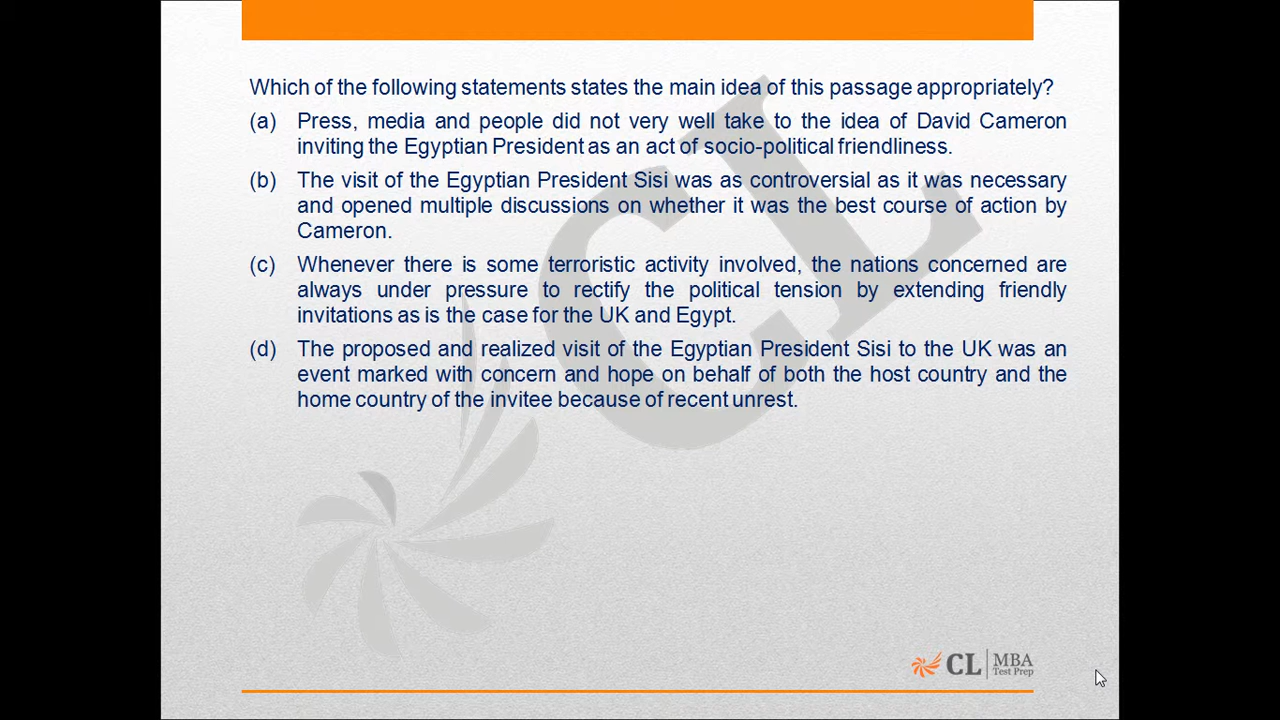 Which of the following statements states the main idea of this passage appropriately?
(a) Press, media and people did not very well take to the idea of David Cameron
inviting the Egyptian President as an act of socio-political friendliness.
(b) The visit of the Egyptian President Sisi was as controversial as it was necessary
and opened multiple discussions on whether it was the best course of action by
Cameron.
(c) Whenever there is some terroristic activity involved, the nations concerned are
always under pressure to rectify the political tension by extending friendly
invitations as is the case for the UK and Egypt.
(d) The proposed and realized visit of the Egyptian President Sisi to the UK was an
event marked with concern and hope on behalf of both the host country and the
home country of the invitee because of recent unrest.
CL
CL MBA
Test Prep